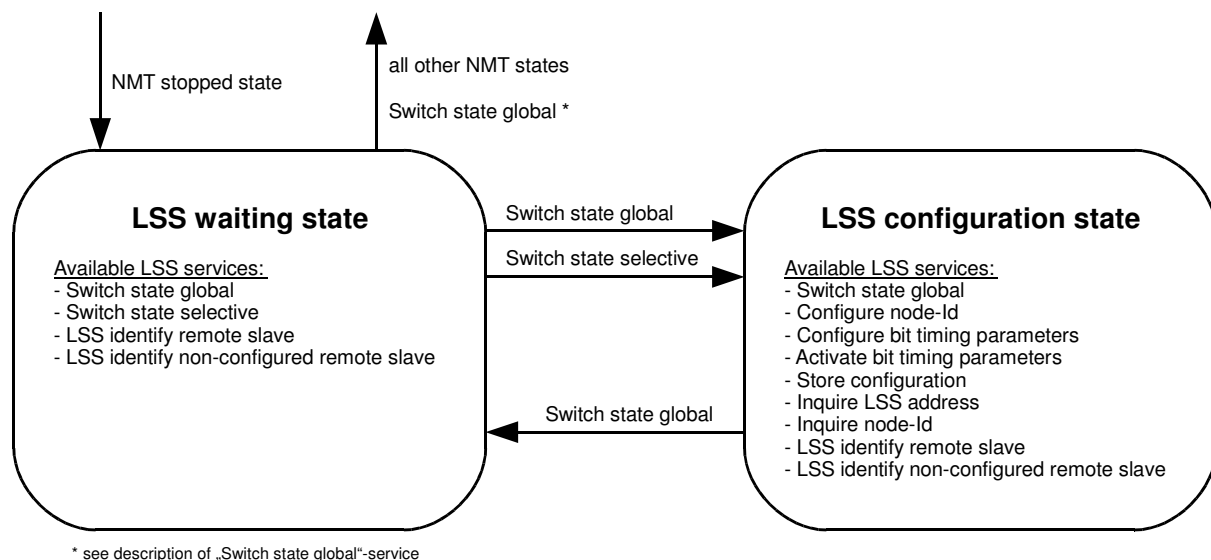 NMT stopped state
all other NMT states
Switch state global *
LSS waiting state
Available LSS services:
- Switch state global
- Switch state selective
- LSS identify remote slave
- LSS identify non-configured remote slave
Switch state global
Switch state selective
Switch state global
LSS configuration state
Available LSS services:
- Switch state global
- Configure node-Id
- Configure bit timing parameters
- Activate bit timing parameters
- Store configuration
- Inquire LSS address
- Inquire node-Id
- LSS identify remote slave
- LSS identify non-configured remote slave
* see description of „Switch state global“-service